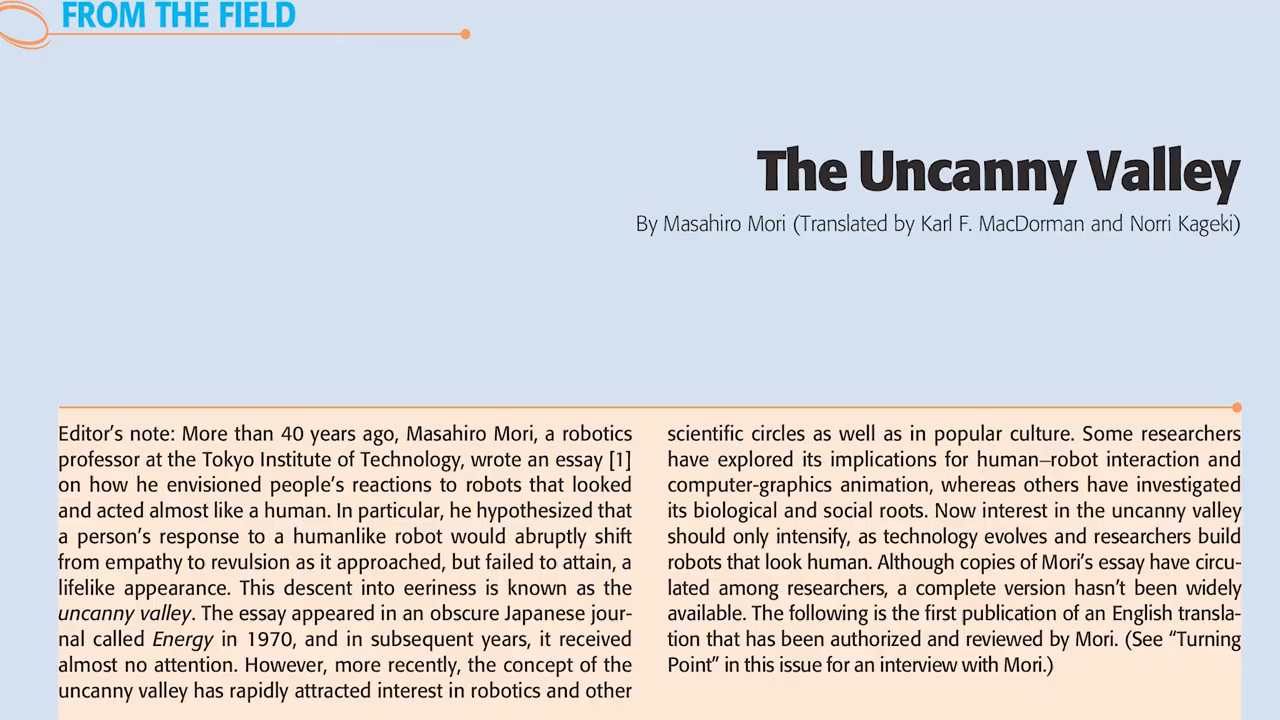 FROM THE FIELD
The Uncanny Valley
By Masahiro Mori (Translated by Karl F. MacDorman and Norri Kageki)
Editor's note: More than 40 years ago, Masahiro Mori, a robotics
professor at the Tokyo Institute of Technology, wrote an essay [1]
on how he envisioned people's reactions to robots that looked
and acted almost like a human. In particular, he hypothesized that
a person's response to a humanlike robot would abruptly shift
from empathy to revulsion as it approached, but failed to attain, a
lifelike appearance. This descent into eeriness is known as the
uncanny valley. The essay appeared in an obscure Japanese jour-
nal called Energy in 1970, and in subsequent years, it received
almost no attention. However, more recently, the concept of the
uncanny valley has rapidly attracted interest in robotics and other
scientific circles as well as in popular culture. Some researchers
have explored its implications for human–robot interaction and
computer-graphics animation, whereas others have investigated
its biological and social roots. Now interest in the uncanny valley
should only intensify, as technology evolves and researchers build
robots that look human. Although copies of Mori's essay have circu-
lated among researchers, a complete version hasn't been widely
available. The following is the first publication of an English transla-
tion that has been authorized and reviewed by Mori. (See “Turning
Point” in this issue for an interview with Mori.)